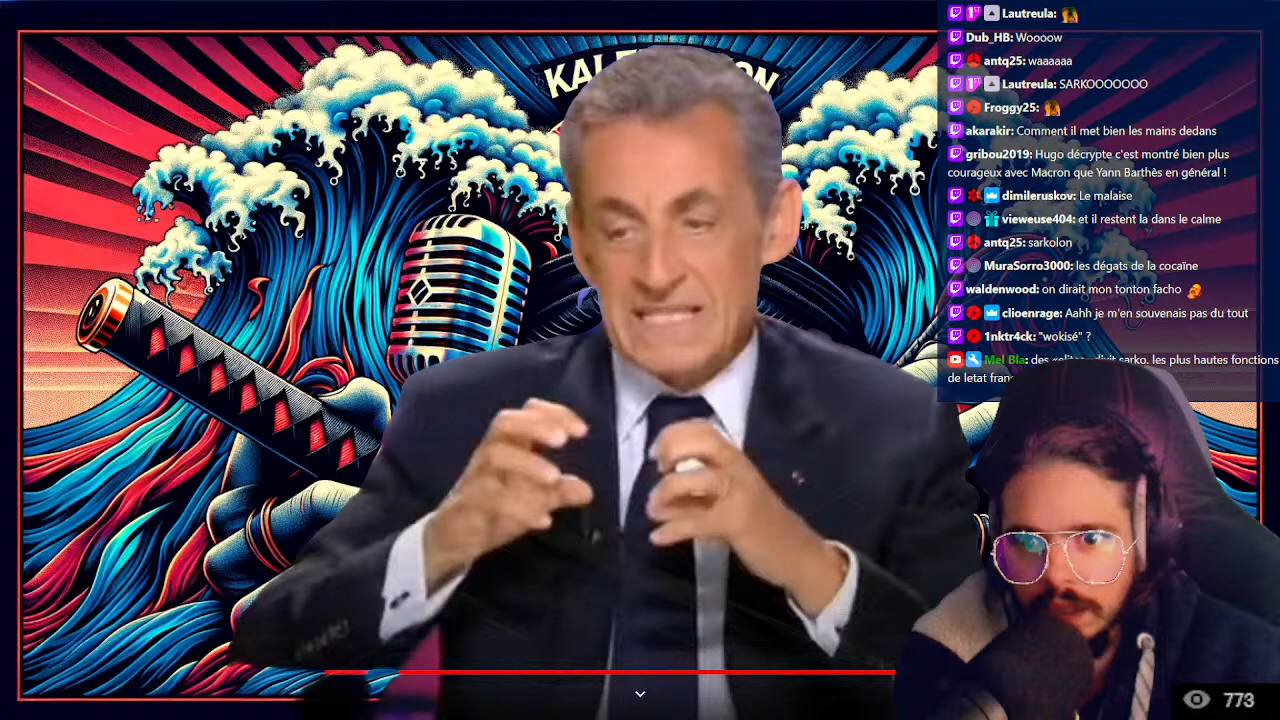 Lautreula:
Dub_HB: Woooow
antq25: waaaaaa
Lautreula: SARKOOOOOOO
Froggy25:
akarakir: Comment il met bien les mains dedans
gribou2019: Hugo décrypte c'est montré bien plus
courageux avec Macron que Yann Barthès en général !
dimileruskov: Le malaise
vieweuse404: et il restent la dans le calme
antq25: sarkolon
MuraSorro3000: les dégats de la cocaïne
waldenwood: on dirait mon tonton facho
clioenrage: Aahh je m'en souvenais pas du tout
1nktr4ck: "wokisé" ?
Mel Bla: des sarko. les plus hautes fonctions
de letat
773